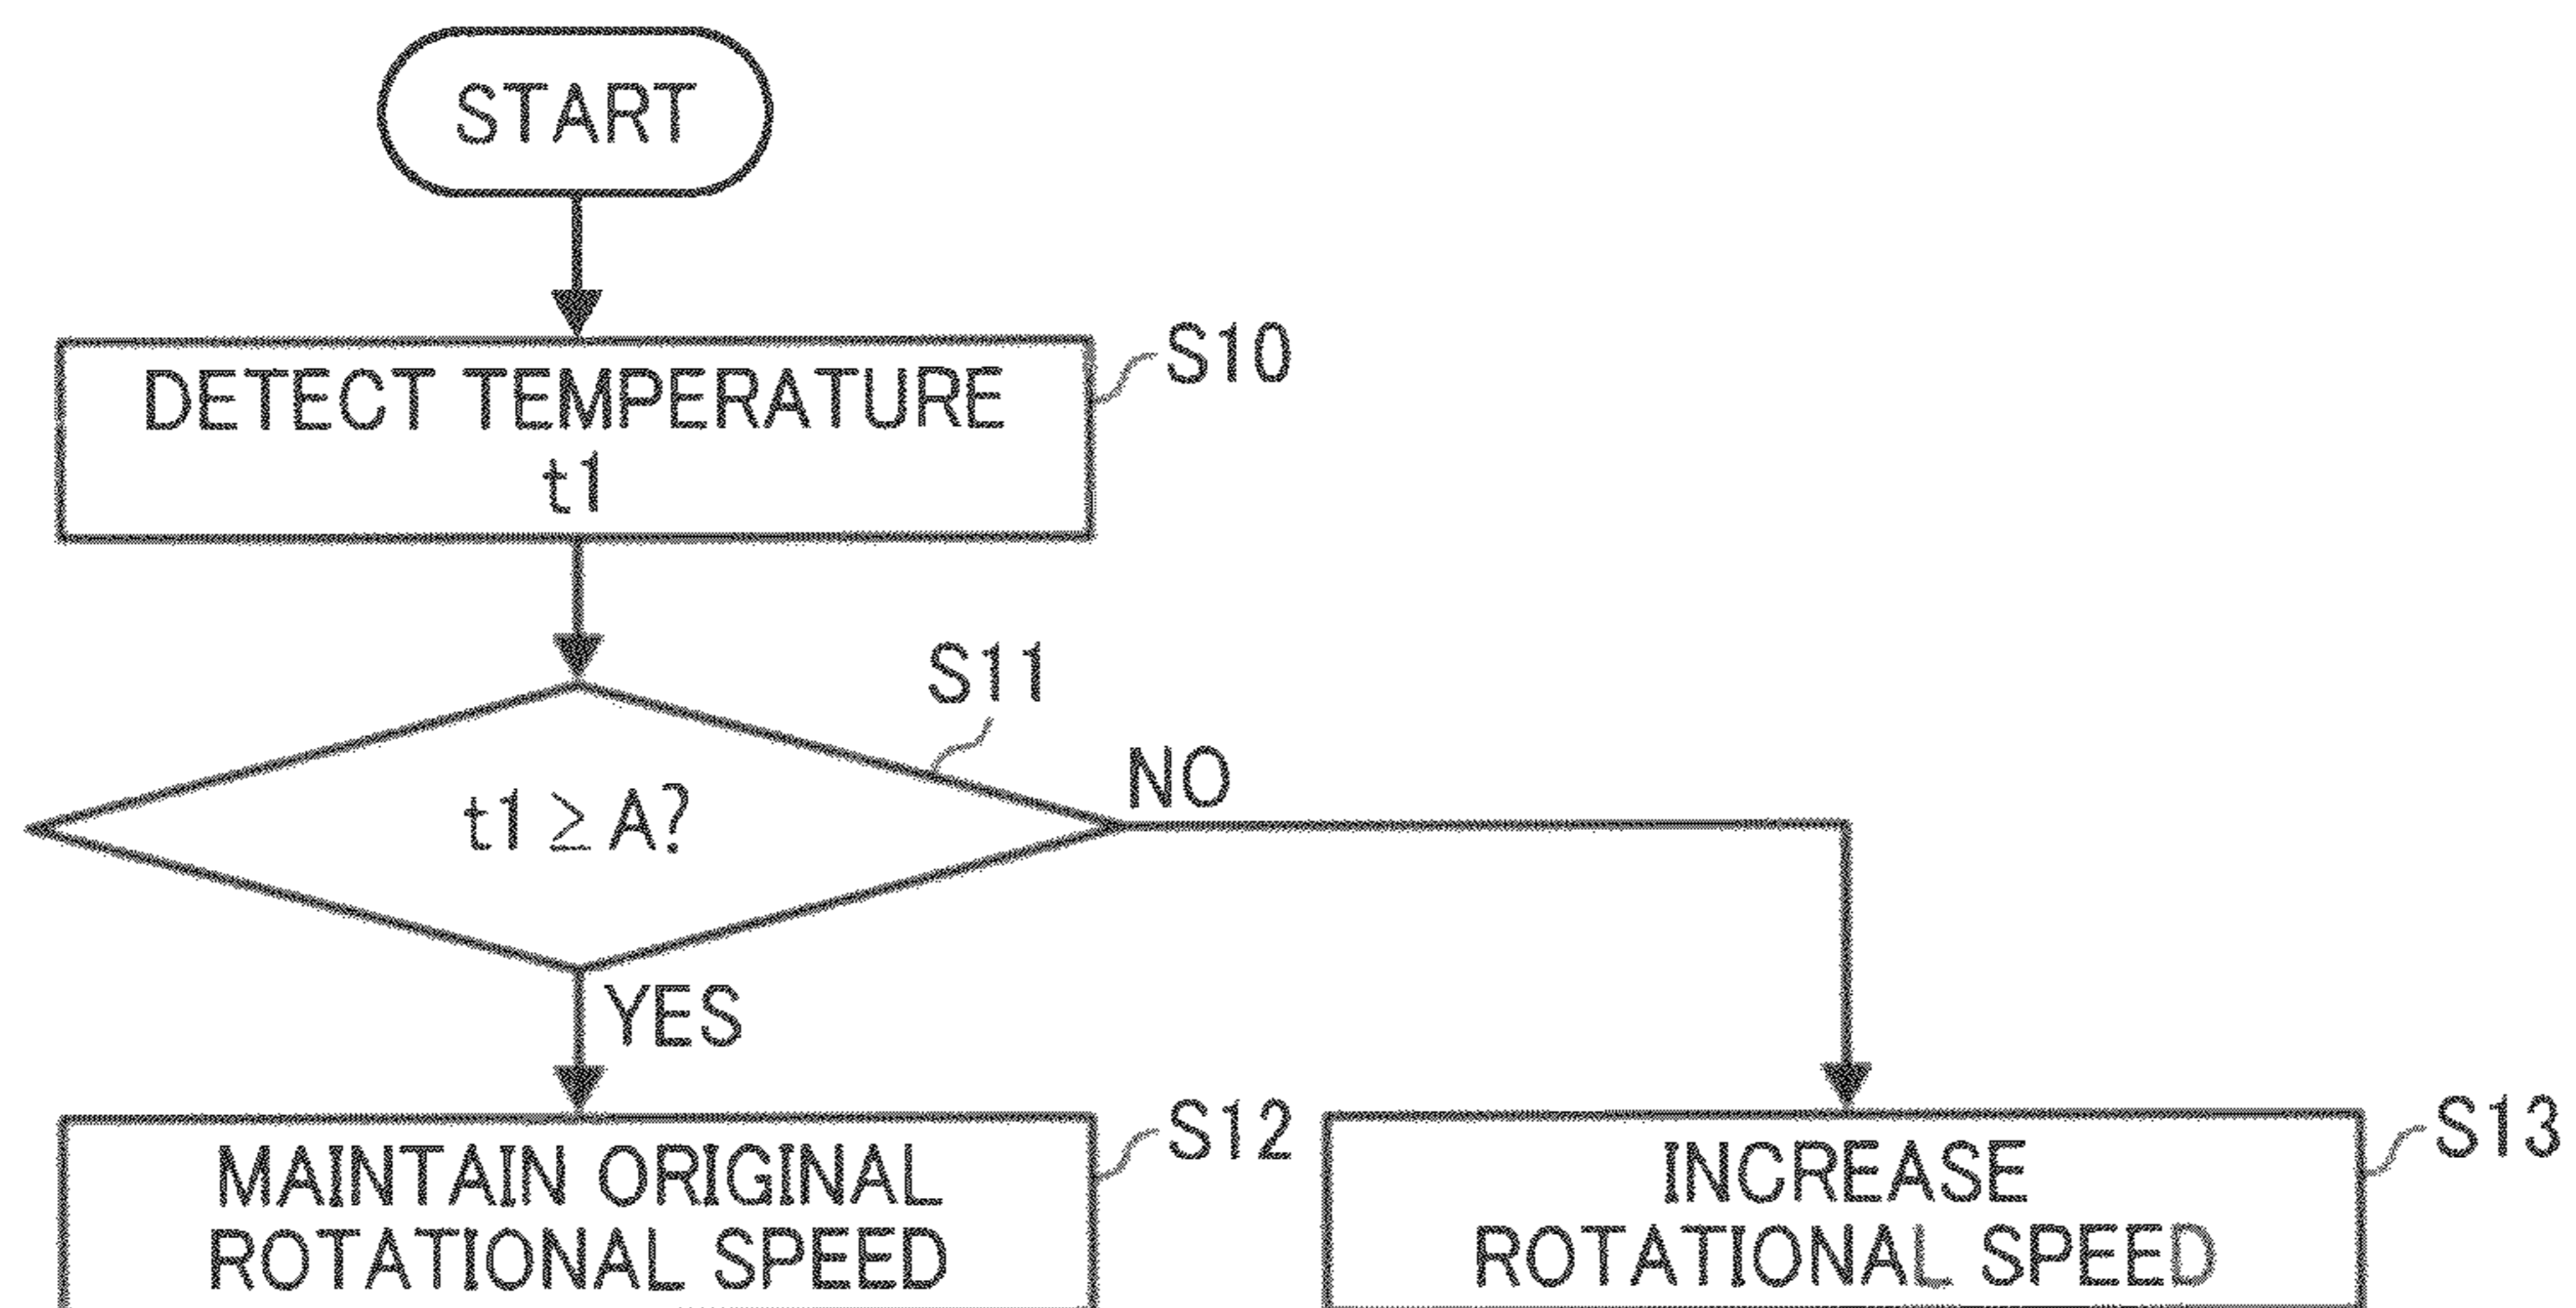 START
DETECT TEMPERATURE
t1
S10
t1 ≥ A?
S11
NO
YES
MAINTAIN ORIGINAL
ROTATIONAL SPEED
S12
INCREASE
ROTATIONAL SPEED
S13